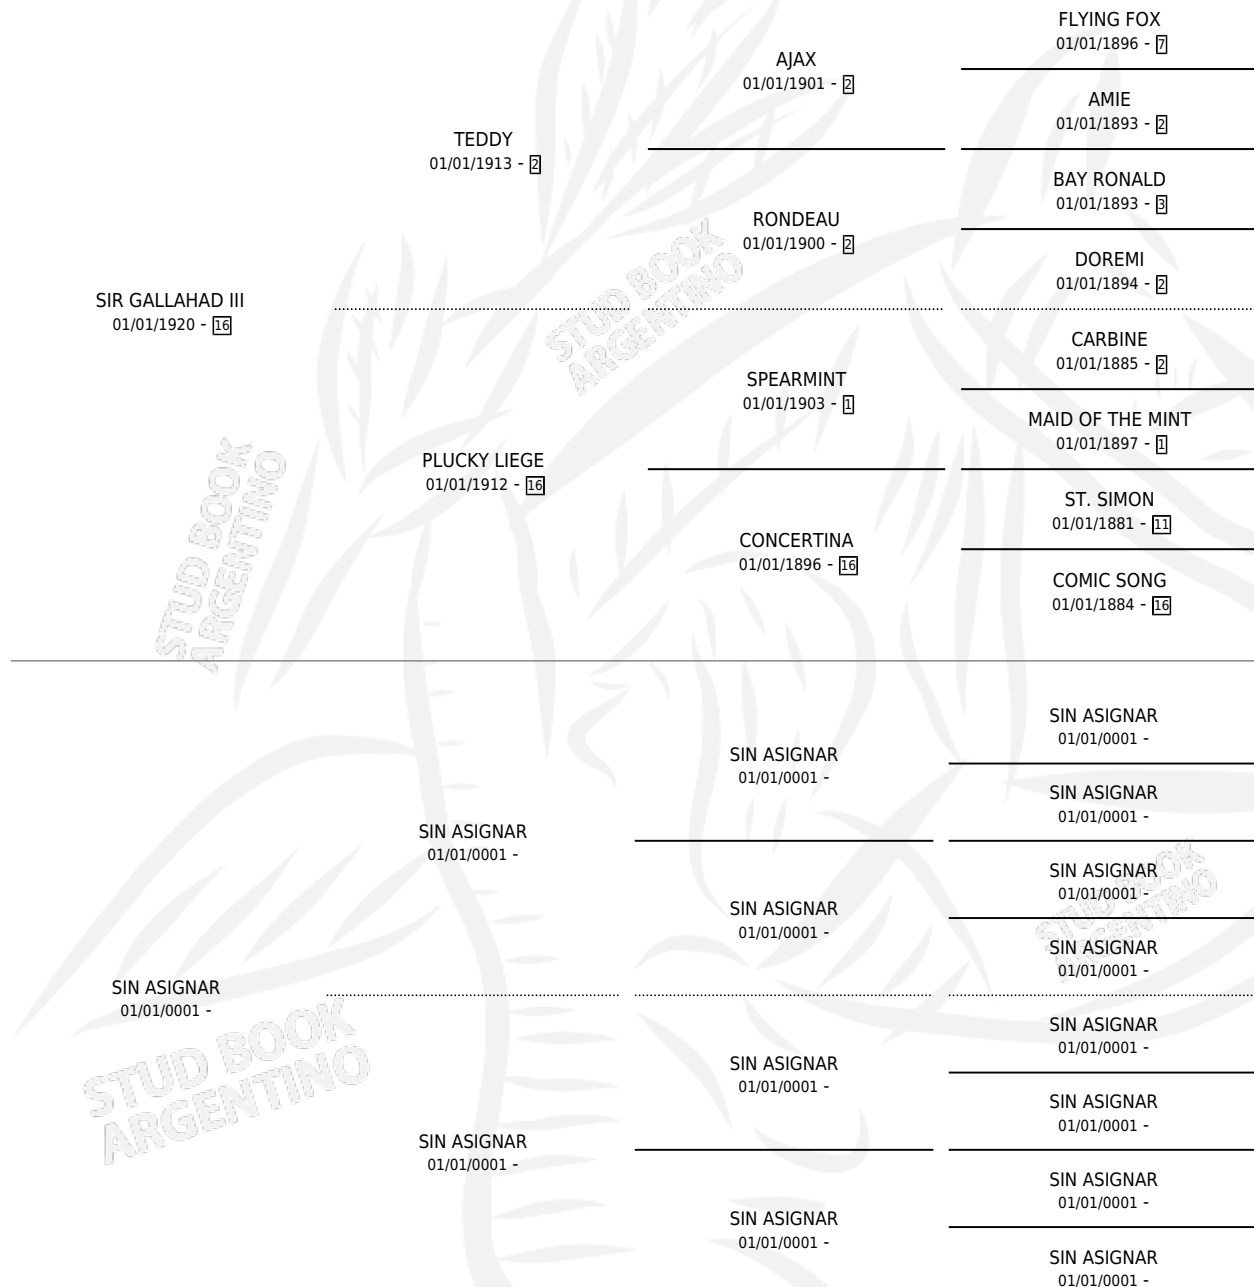 FLYING FOX
01/01/1896 - 7
AJAX
01/01/1901 - 2
AMIE
01/01/1893 - 2
TEDDY
01/01/1913 - 2
BAY RONALD
01/01/1893 - 3
RONDEAU
01/01/1900 - 2
DOREMI
01/01/1894 - 2
SIR GALLAHAD III
01/01/1920 - 16
CARBINE
01/01/1885 - 2
SPEARMINT
01/01/1903 - 1
MAID OF THE MINT
01/01/1897 - 1
PLUCKY LIEGE
01/01/1912 - 16
ST. SIMON
01/01/1881 - 11
CONCERTINA
01/01/1896 - 16
COMIC SONG
01/01/1884 - 16
STUD BOOK
ARGENTINO
STUD BOOK
ARGENTINO
SIN ASIGNAR
01/01/0001 -
SIN ASIGNAR
01/01/0001 -
SIN ASIGNAR
01/01/0001 -
SIN ASIGNAR
01/01/0001 -
SIN ASIGNAR
01/01/0001 -
SIN ASIGNAR
01/01/0001 -
SIN ASIGNAR
01/01/0001 -
SIN ASIGNAR
01/01/0001 -
SIN ASIGNAR
01/01/0001 -
SIN ASIGNAR
01/01/0001 -
SIN ASIGNAR
01/01/0001 -
SIN ASIGNAR
01/01/0001 -
SIN ASIGNAR
01/01/0001 -
SIN ASIGNAR
01/01/0001 -
SIN ASIGNAR
01/01/0001 -
STUD BOOK
ARGENTINO
STUD BOOK
ARGENTINO